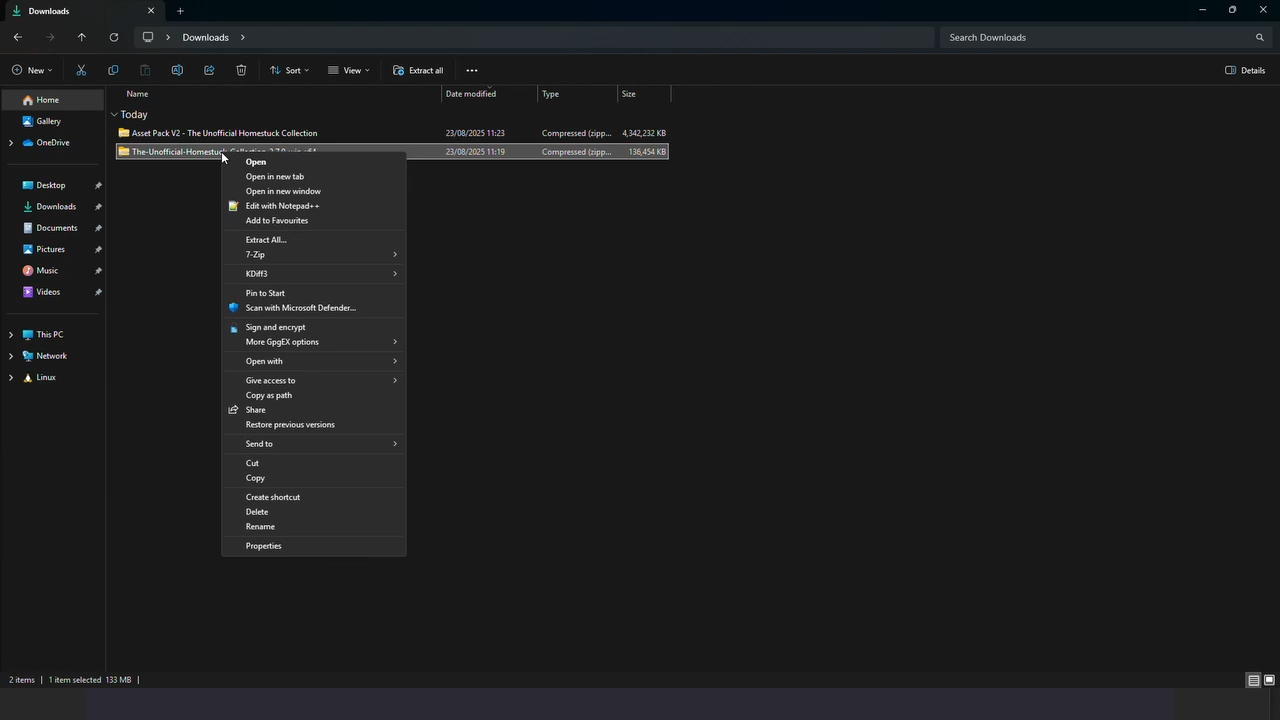 Downloads
Downloads
Search Downloads
New
Sort
View
Extract all
Details
Name
Date modified
Type
Size
Home
Gallery
OneDrive
Desktop
Downloads
Documents
Pictures
Music
Videos
This PC
Network
Linux
Today
Asset Pack V2 - The Unofficial Homestuck Collection 23/08/2025 11:23 Compressed (zipp... 4,342,232 KB
The-Unofficial-Homestuck 23/08/2025 11:19 Compressed (zipp... 136,454 KB
Open
Open in new tab
Open in new window
Edit with Notepad++
Add to Favourites
Extract All...
7-Zip
KDiff3
Pin to Start
Scan with Microsoft Defender...
Sign and encrypt
More GpgEX options
Open with
Give access to
Copy as path
Share
Restore previous versions
Send to
Cut
Copy
Create shortcut
Delete
Rename
Properties
2 items 1 item selected 133 MB